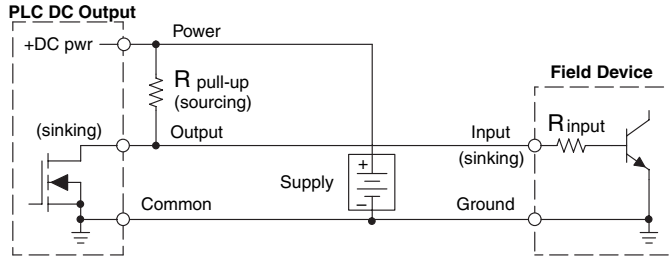 PLC DC Output
+DC pwr
Power
R pull-up
(sourcing)
Field Device
(sinking)
Output
Input
(sinking)
R input
+
Supply
–
Common
Ground